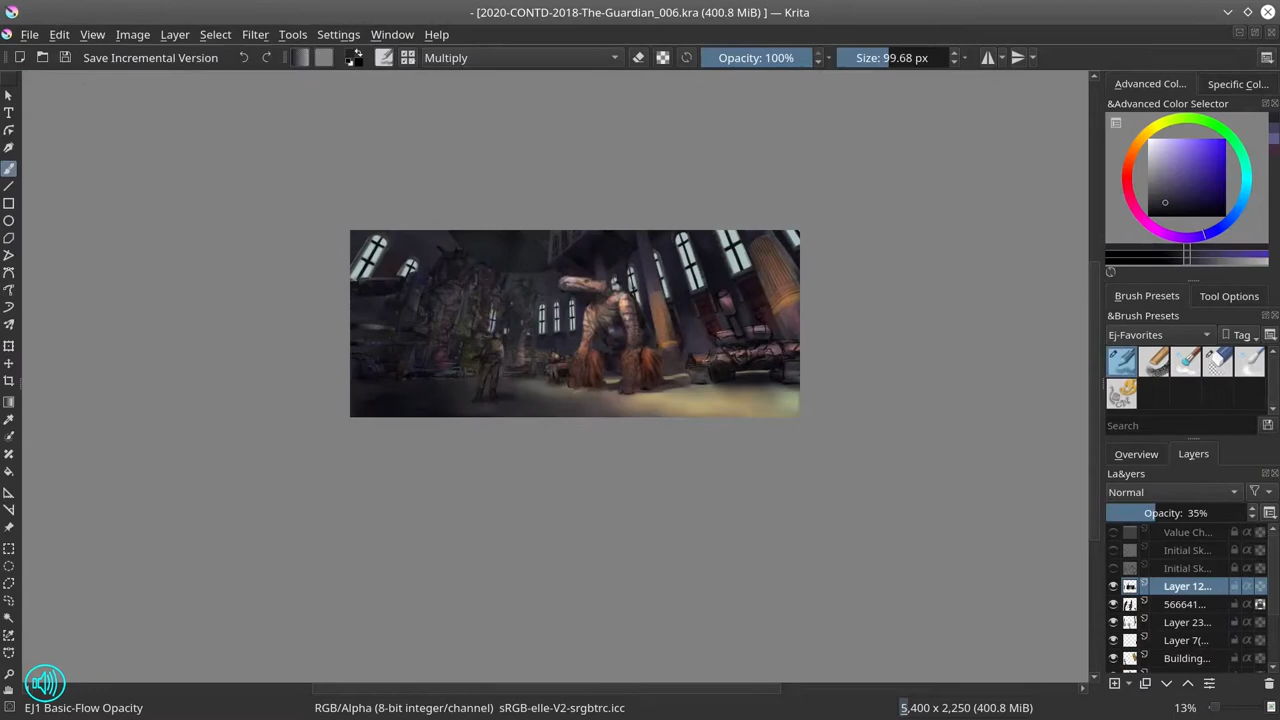 - [2020-CONTD-2018-The-Guardian_006.kra (400.8 MiB) ] — Krita
File Edit View Image Layer Select Filter Tools Settings Window Help
Save Incremental Version Multiply Opacity: 100% Size: 99.68 px
Advanced Col... Specific Col...
&Advanced Color Selector
Brush Presets Tool Options
&Brush Presets
Ej-Favorites Tag
Search
Overview Layers
La&yers
Normal
Opacity: 35%
Value Ch...
Initial Sk...
Initial Sk...
Layer 12...
566641...
Layer 23...
Layer 7(...
Building...
EJ1 Basic-Flow Opacity RGB/Alpha (8-bit integer/channel) sRGB-elle-V2-srgbtrc.icc 5,400 x 2,250 (400.8 MiB) 13%